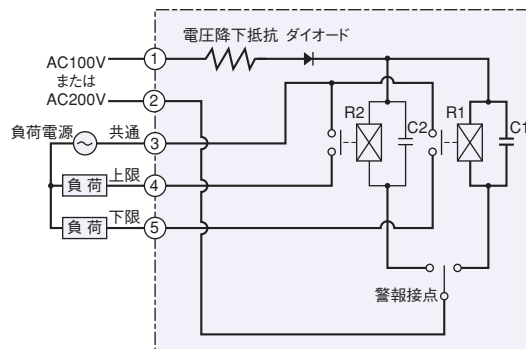 電圧降下抵抗 ダイオード
AC100V
または
AC200V
①
②
負荷電源 共通 ③
負荷 上限 ④
負荷 下限 ⑤
R2
C2
R1
C1
警報接点